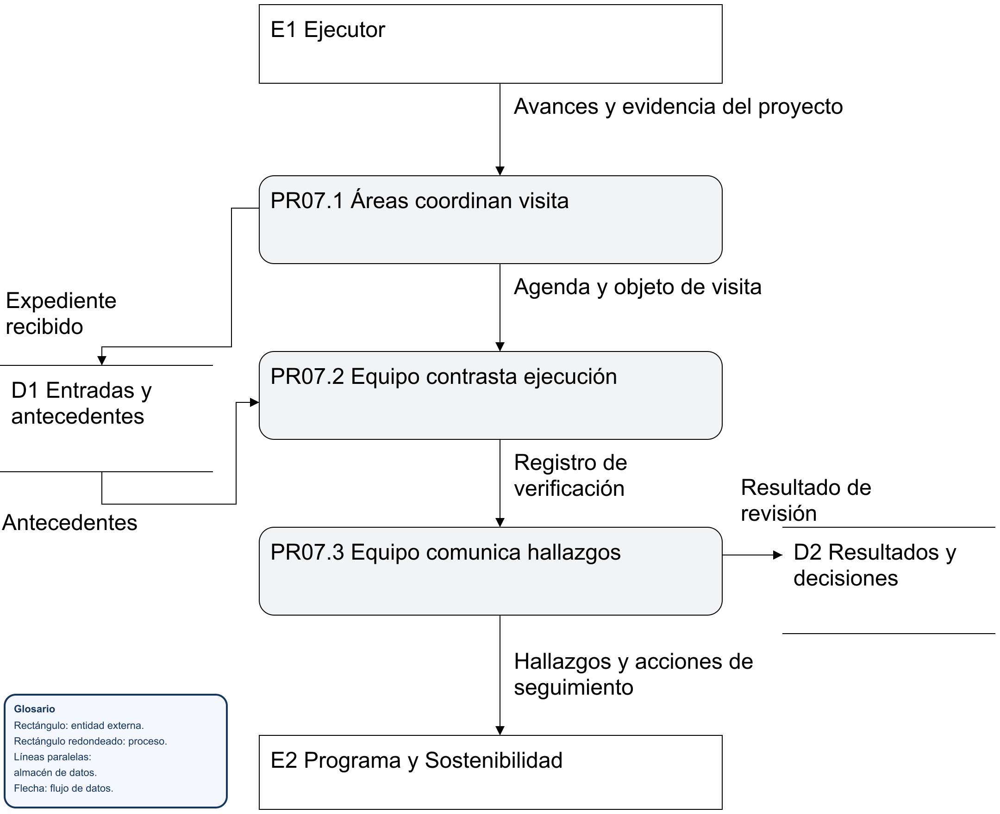 E1 Ejecutor
Avances y evidencia del proyecto
PR07.1 Áreas coordinan visita
Agenda y objeto de visita
Expediente
recibido
D1 Entradas y
antecedentes
PR07.2 Equipo contrasta ejecución
Antecedentes
Registro de
verificación
Resultado de
revisión
PR07.3 Equipo comunica hallazgos
D2 Resultados y
decisiones
Hallazgos y acciones de
seguimiento
E2 Programa y Sostenibilidad
Glosario
Rectángulo: entidad externa.
Rectángulo redondeado: proceso.
Líneas paralelas:
almacén de datos.
Flecha: flujo de datos.